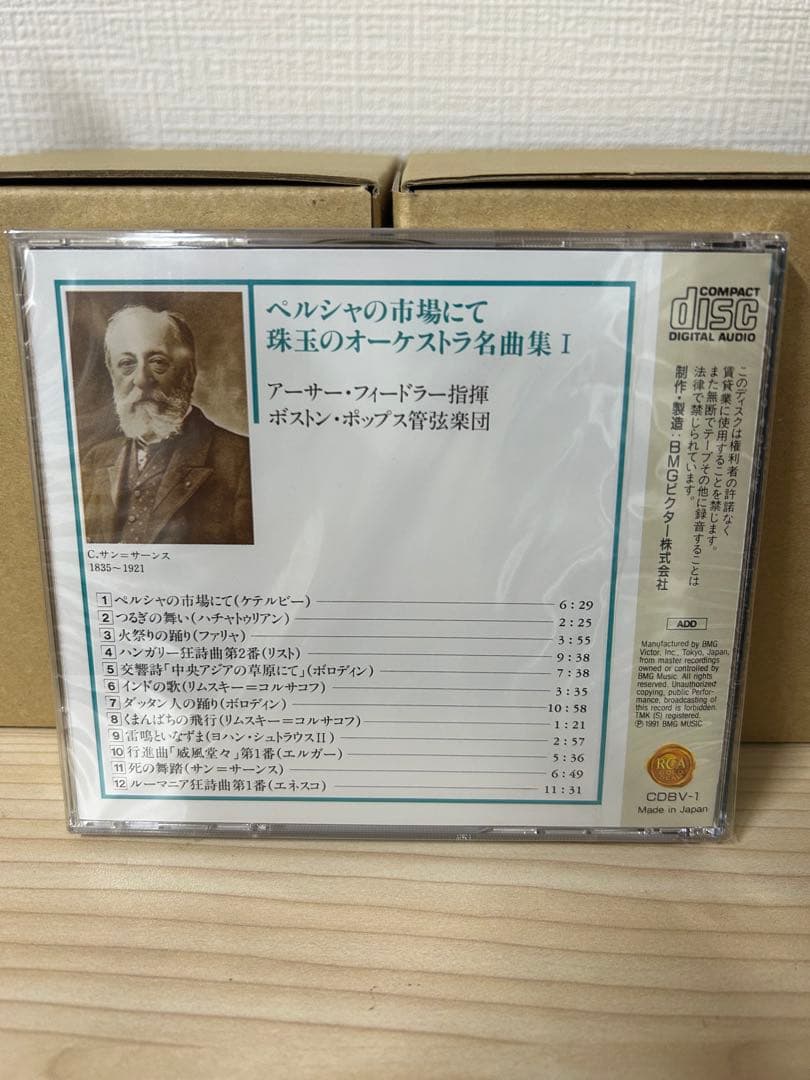 ペルシャの市場にて
珠玉のオーケストラ名曲集 I
アーサー・フィードラー指揮
ボストン・ポップス管弦楽団
C.サン=サーンス
1835〜1921
1 ペルシャの市場にて(ケテルビー) 6:29
2 つるぎの舞い(ハチャトゥリアン) 2:25
3 火祭りの踊り(ファリャ) 3:55
4 ハンガリー狂詩曲第2番(リスト) 9:38
5 交響詩「中央アジアの草原にて」(ボロディン) 7:38
6 インドの歌(リムスキー=コルサコフ) 3:35
7 ダッタン人の踊り(ボロディン) 10:58
8 くまんばちの飛行(リムスキー=コルサコフ) 1:21
9 雷鳴といなずま(ヨハン・シュトラウスII) 2:57
10 行進曲「威風堂々」第1番(エルガー) 5:36
11 死の舞踏(サン=サーンス) 6:49
12 ルーマニア狂詩曲第1番(エネスコ) 11:31
COMPACT
disc
DIGITAL AUDIO
このディスクは権利者の許諾なく
賃貸業に使用することを禁じます。
また無断でテープその他に録音することは
法律で禁じられています。
制作・製造:BMGビクター株式会社
ADD
Manufactured by BMG
Victor, Inc., Tokyo, Japan,
from master recordings
owned or controlled by
BMG Music. All rights
reserved. Unauthorized
copying, public Perfor-
mance, broadcasting of
this record is forbidden.
TMK (S) registered.
Ⓟ 1991 BMG MUSIC
RCA
GOLD
CDBV-1
Made in Japan